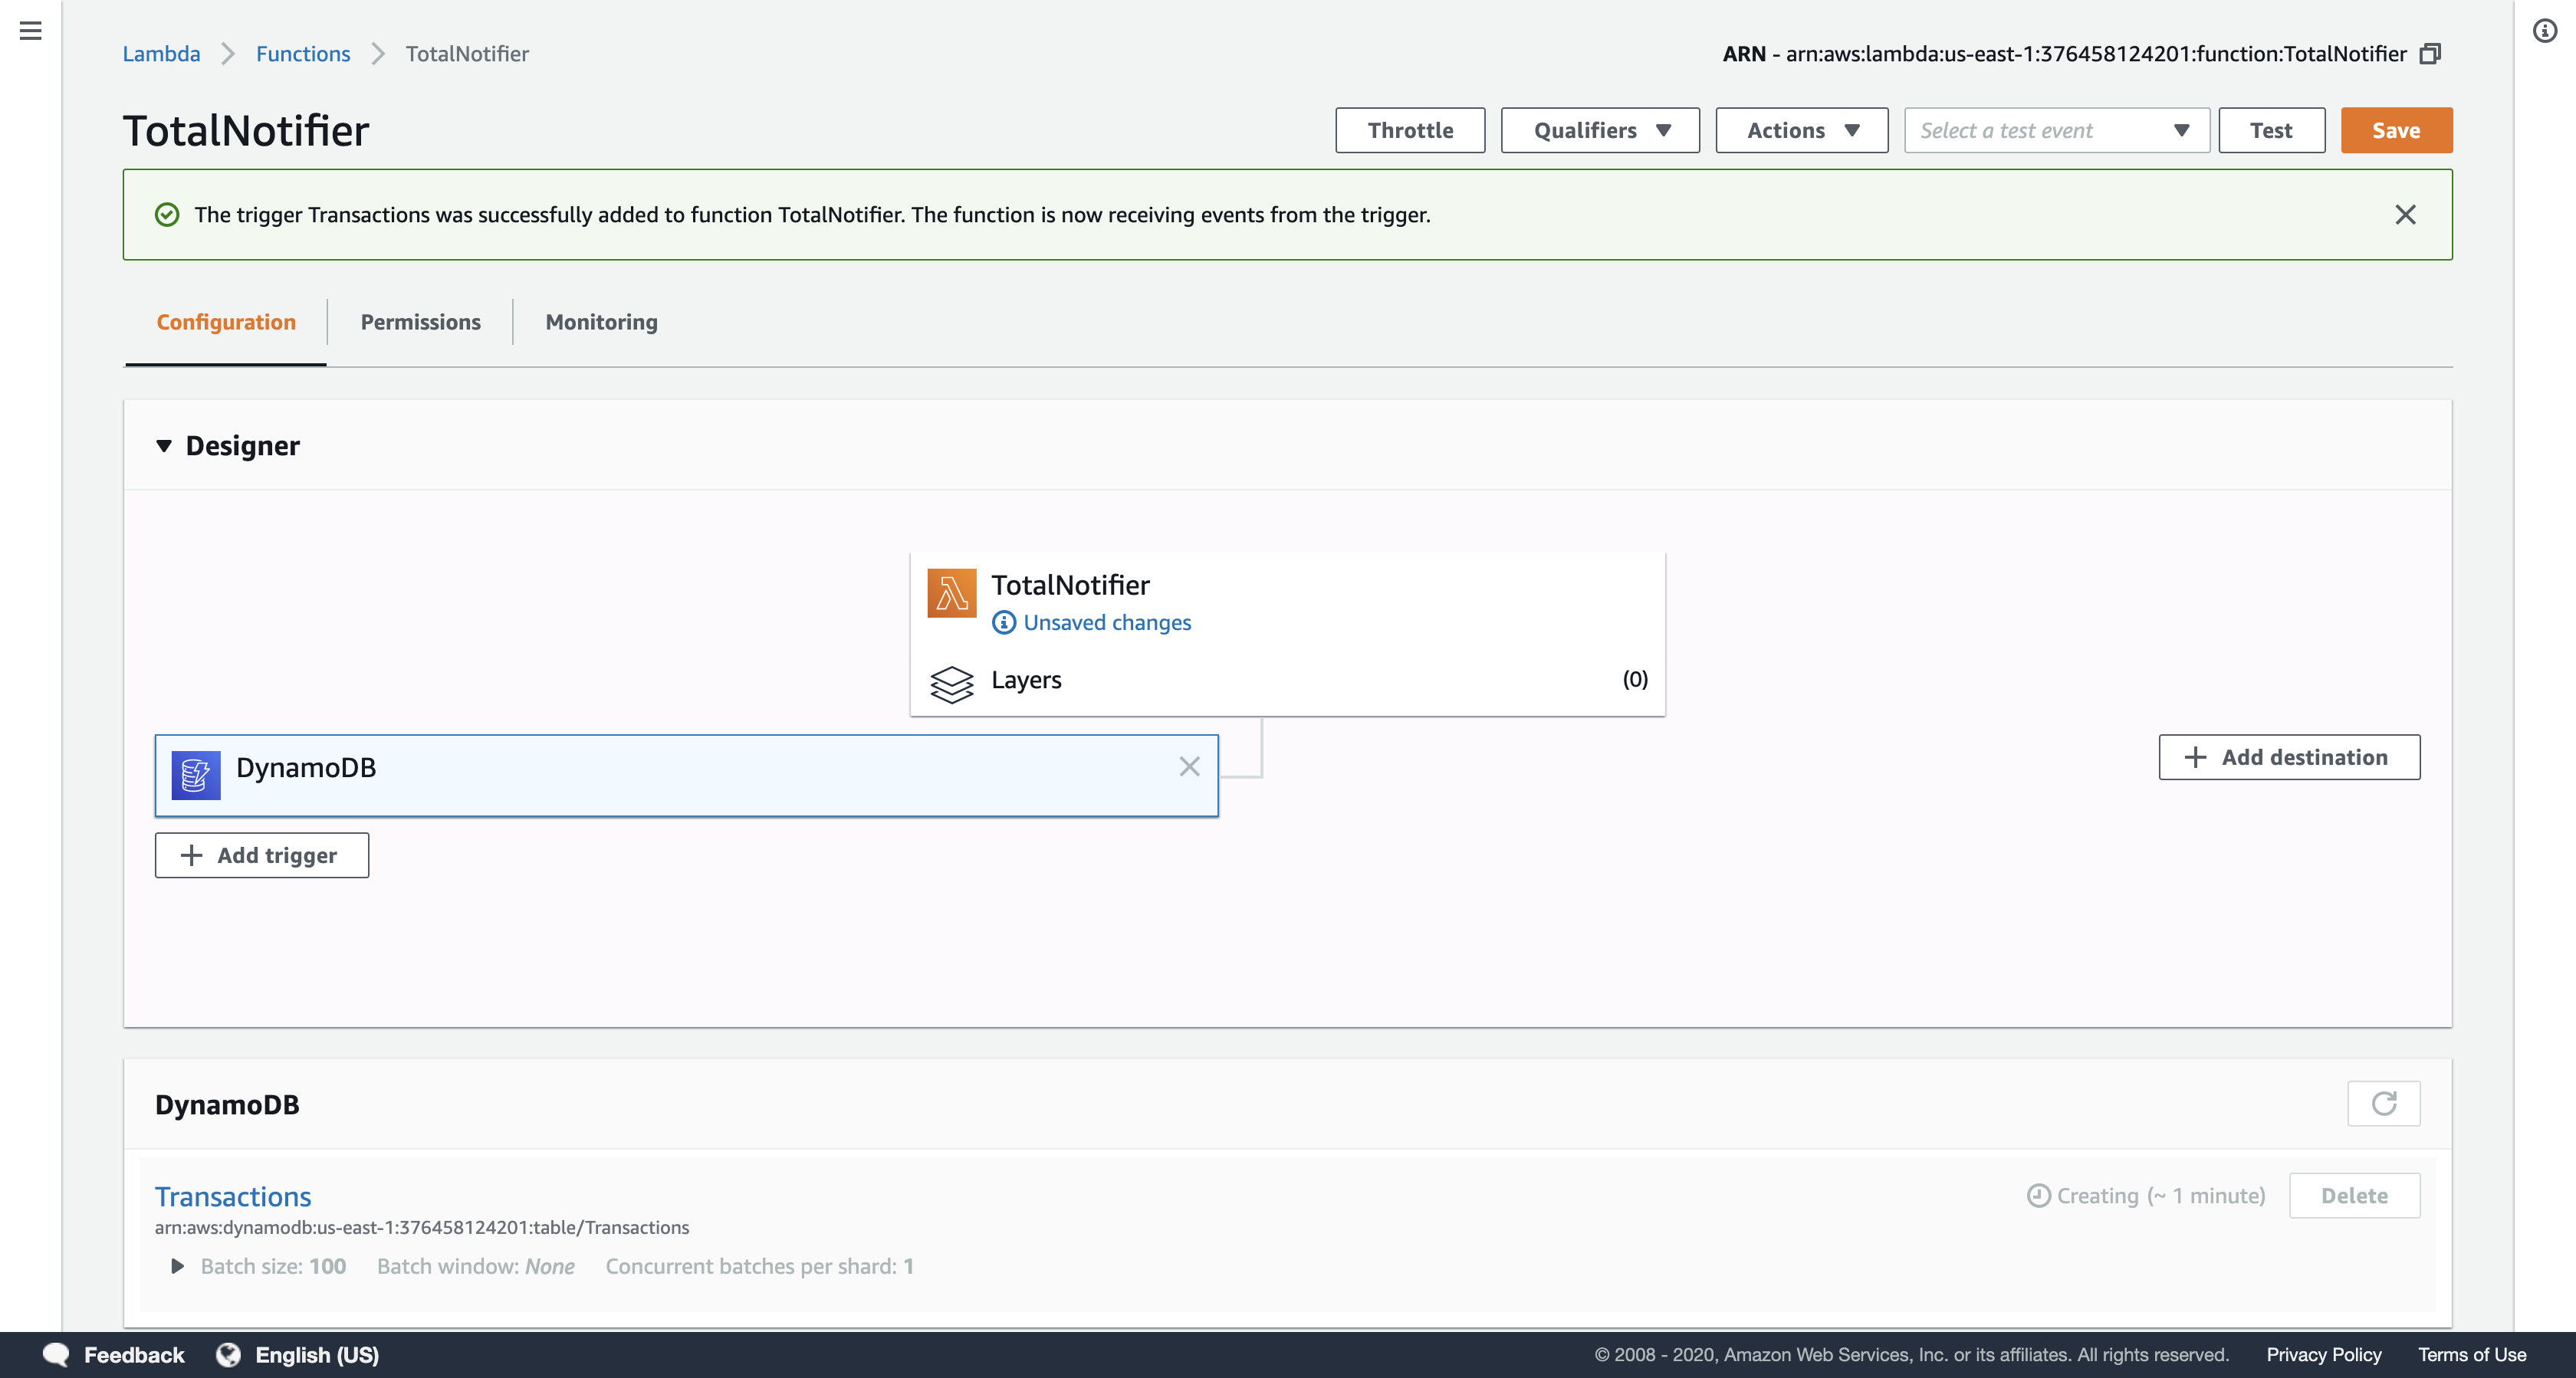 Lambda Functions TotalNotifier
ARN - arn:aws:lambda:us-east-1:376458124201:function:TotalNotifier
TotalNotifier
Throttle Qualifiers Actions Select a test event Test Save
The trigger Transactions was successfully added to function TotalNotifier. The function is now receiving events from the trigger.
Configuration Permissions Monitoring
Designer
TotalNotifier
Unsaved changes
Layers (0)
DynamoDB
Add destination
Add trigger
DynamoDB
Transactions
Creating (~ 1 minute) Delete
arn:aws:dynamodb:us-east-1:376458124201:table/Transactions
Batch size: 100 Batch window: None Concurrent batches per shard: 1
Feedback English (US) © 2008 - 2020, Amazon Web Services, Inc. or its affiliates. All rights reserved. Privacy Policy Terms of Use